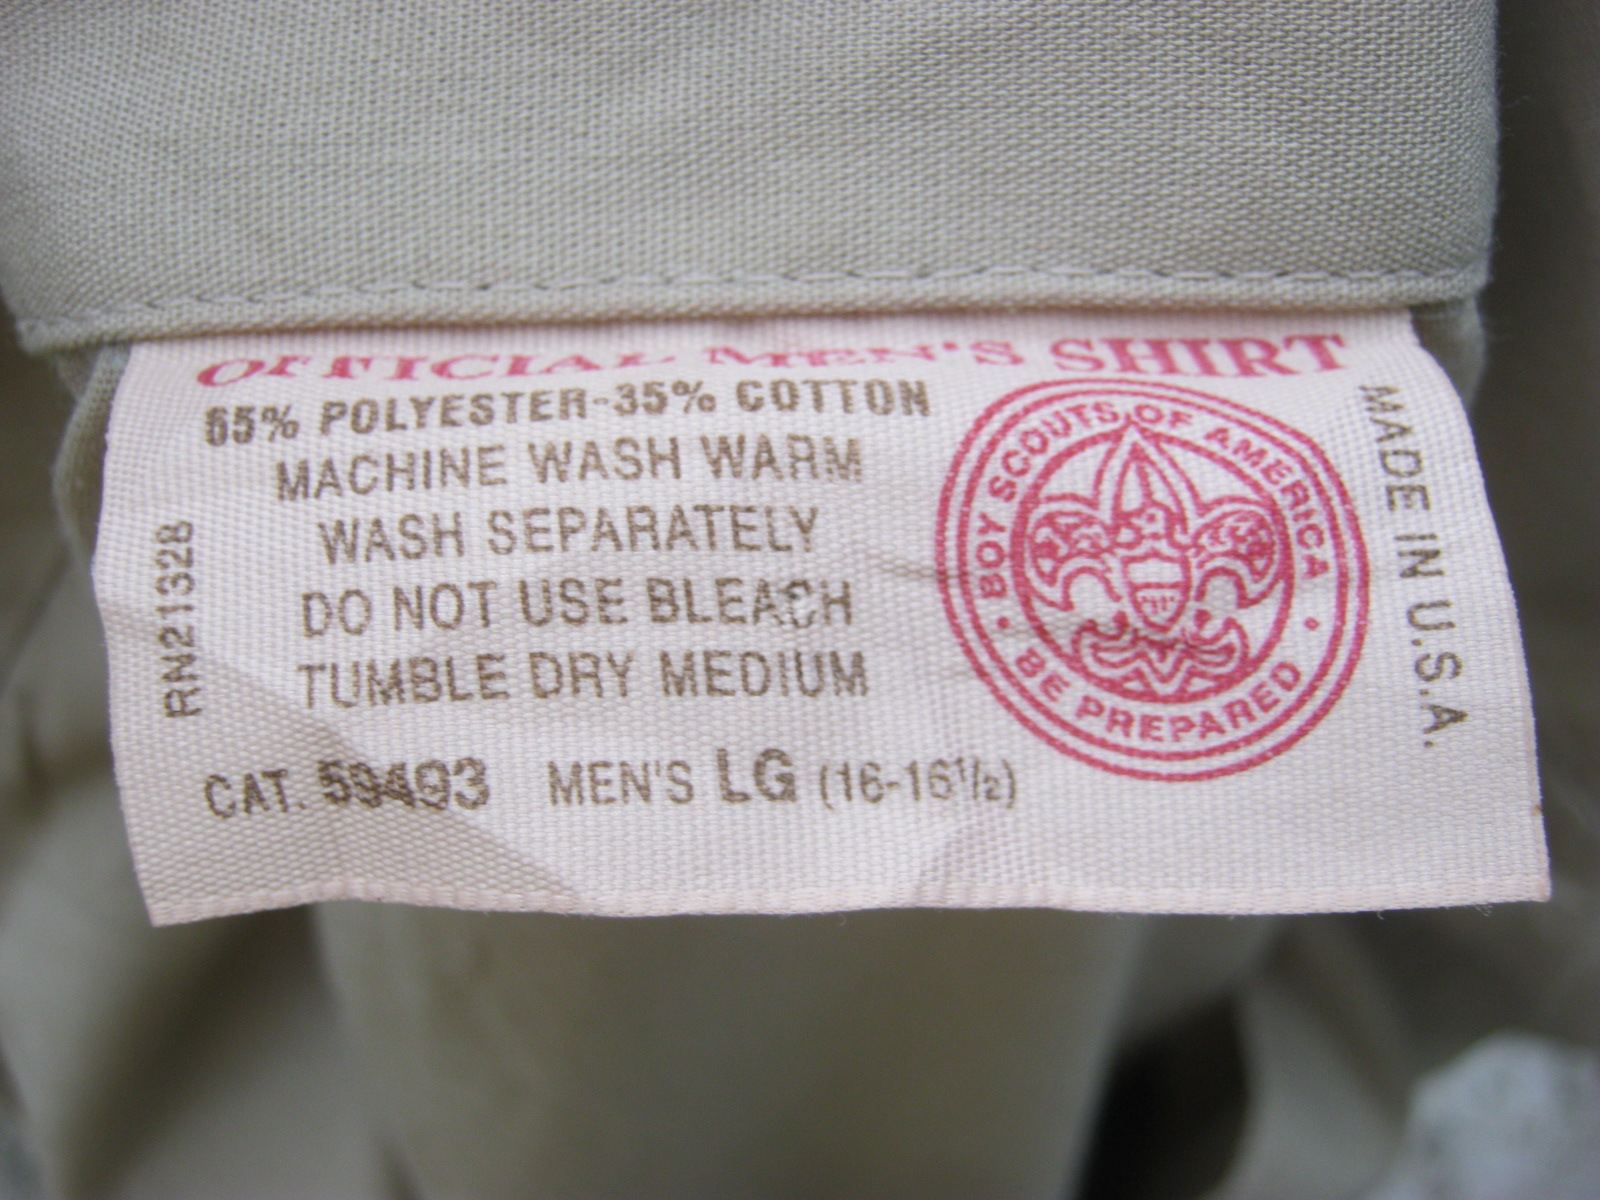 OFFICIAL MEN'S SHIRT
65% POLYESTER-35% COTTON
MACHINE WASH WARM
WASH SEPARATELY
DO NOT USE BLEACH
TUMBLE DRY MEDIUM
CAT. 59493 MEN'S LG (16-16½)
RN21328
BOY SCOUTS OF AMERICA
BE PREPARED
MADE IN U.S.A.